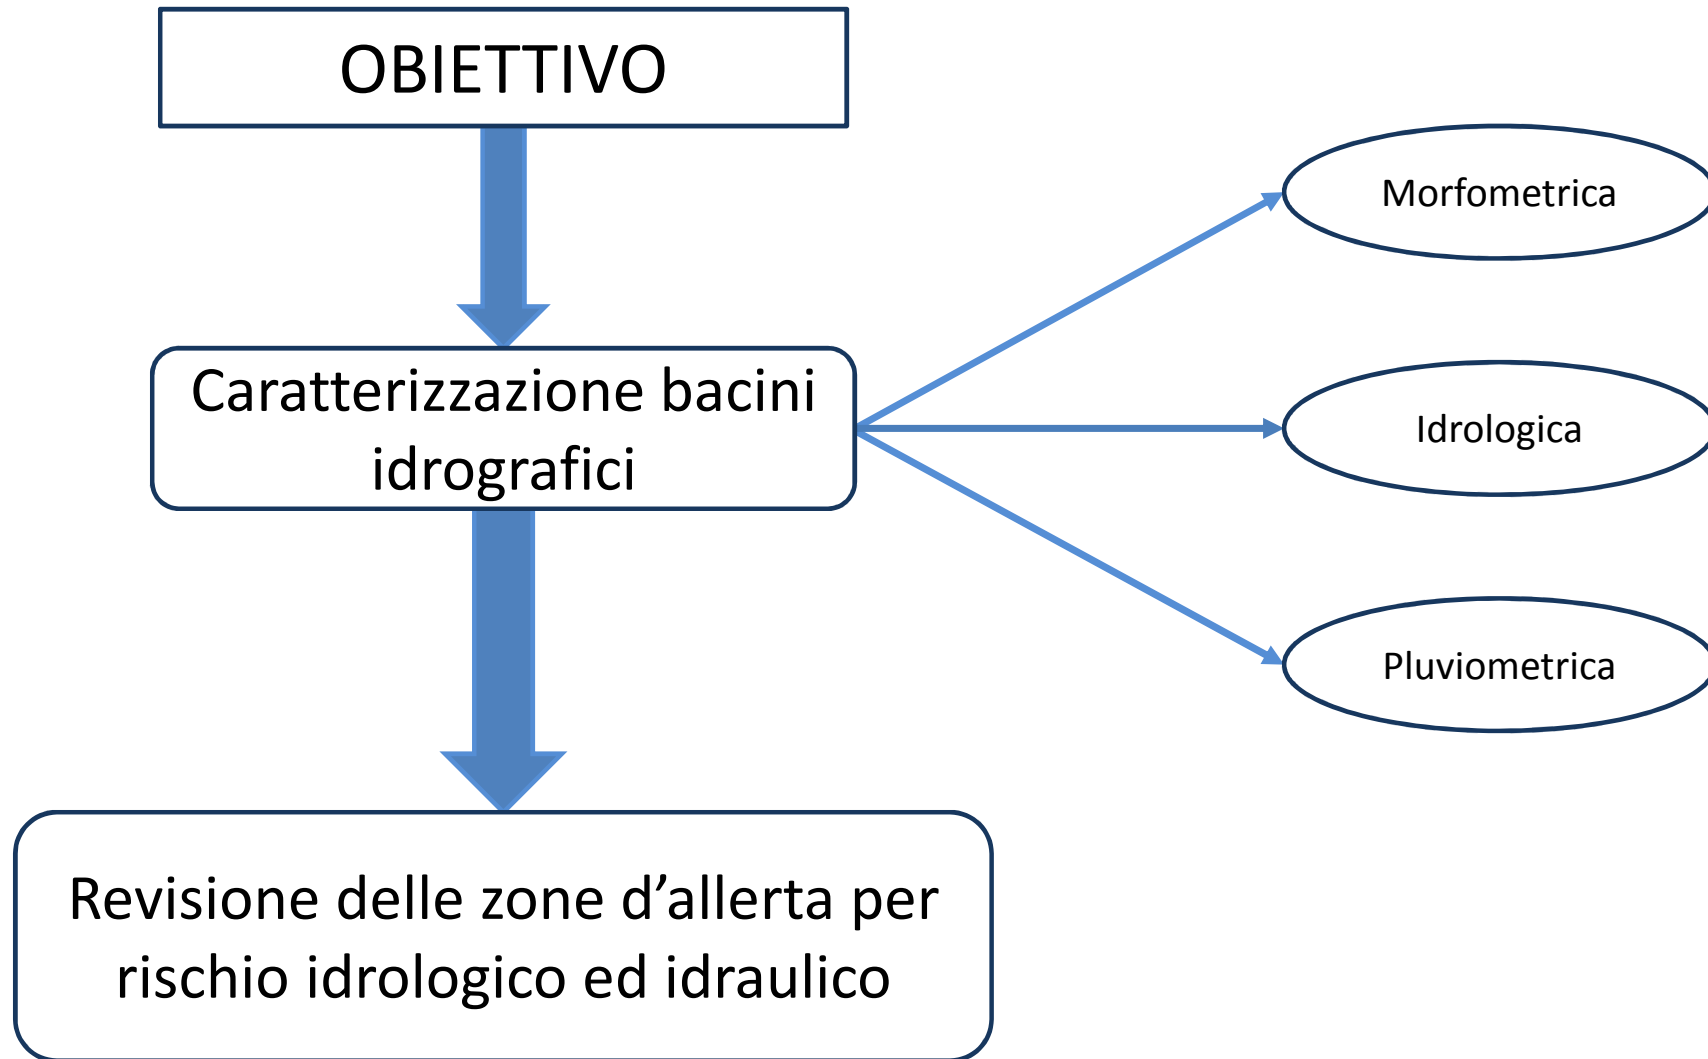 OBIETTIVO
Morfometrica
Caratterizzazione bacini
idrografici
Idrologica
Pluviometrica
Revisione delle zone d’allerta per
rischio idrologico ed idraulico